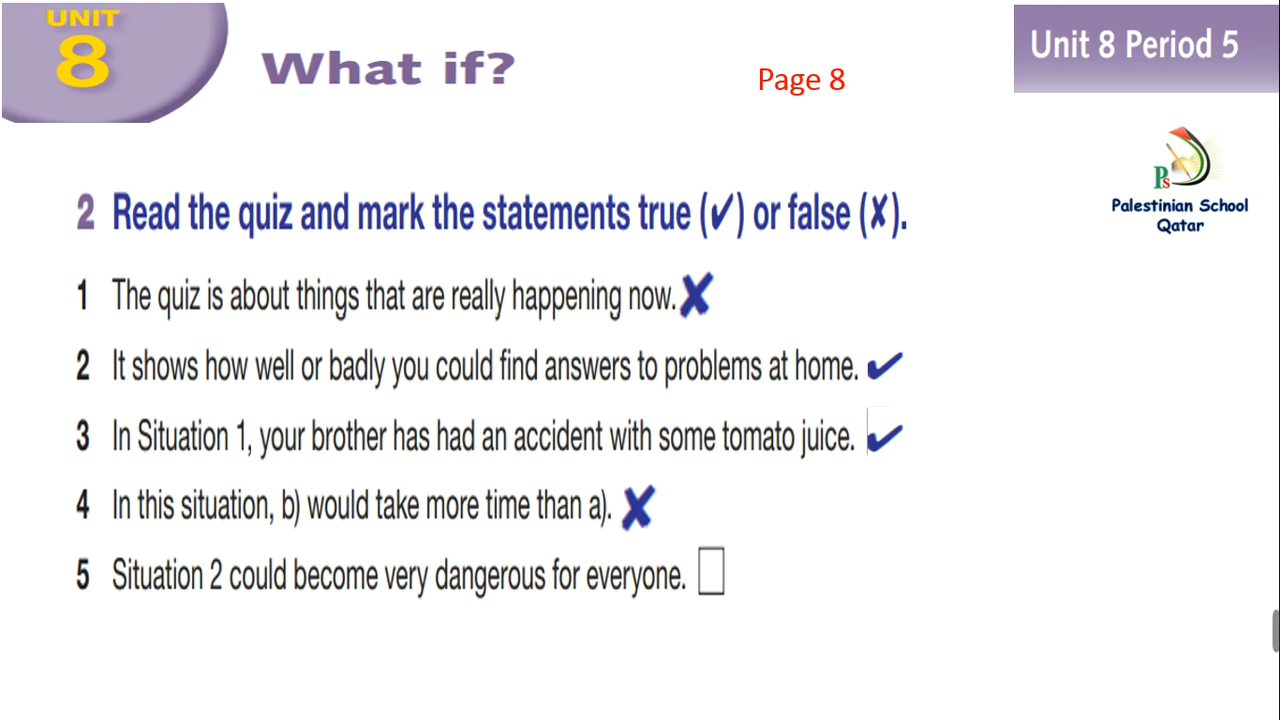 UNIT
8
What if?
Page 8
Unit 8 Period 5
Ps
Palestinian School
Qatar
2 Read the quiz and mark the statements true (✔) or false (✘).
1 The quiz is about things that are really happening now. ✘
2 It shows how well or badly you could find answers to problems at home. ✔
3 In Situation 1, your brother has had an accident with some tomato juice. ✔
4 In this situation, b) would take more time than a). ✘
5 Situation 2 could become very dangerous for everyone. □